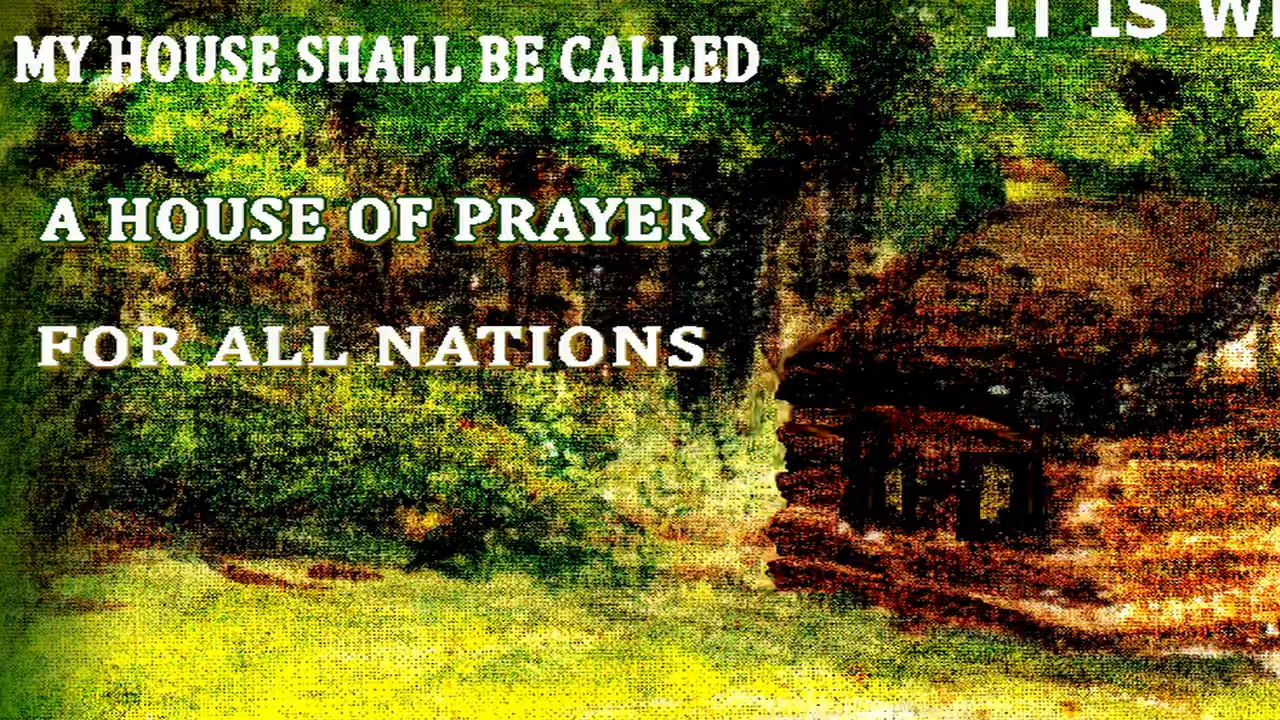 IT IS
MY HOUSE SHALL BE CALLED
A HOUSE OF PRAYER
FOR ALL NATIONS